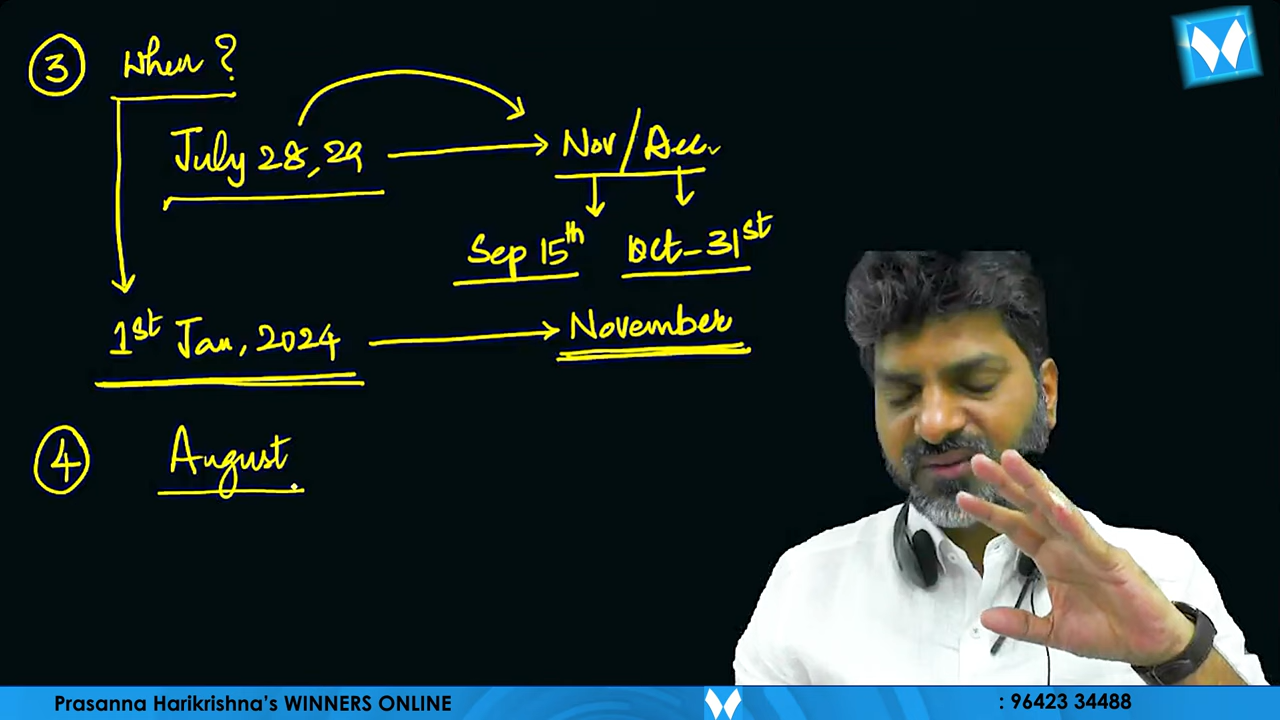 3 When?
July 28, 29 Nov/Dec.
Sep 15th Oct-31st
1st Jan, 2024 November
4 August
Prasanna Harikrishna's WINNERS ONLINE : 96423 34488